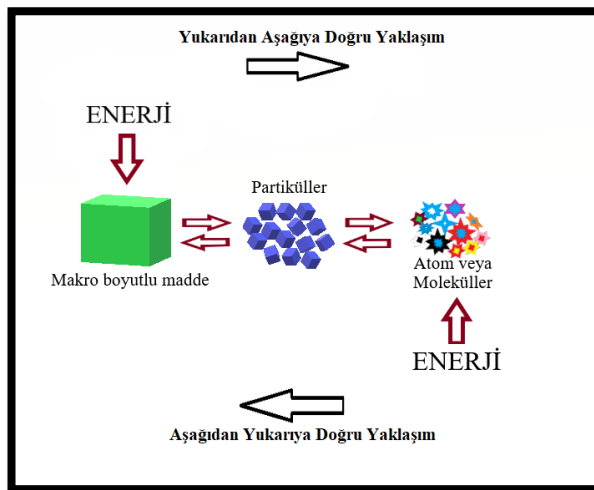 Yukarıdan Aşağıya Doğru Yaklaşım
ENERJİ
Partiküller
Makro boyutlu madde
Atom veya
Moleküller
ENERJİ
Aşağıdan Yukarıya Doğru Yaklaşım